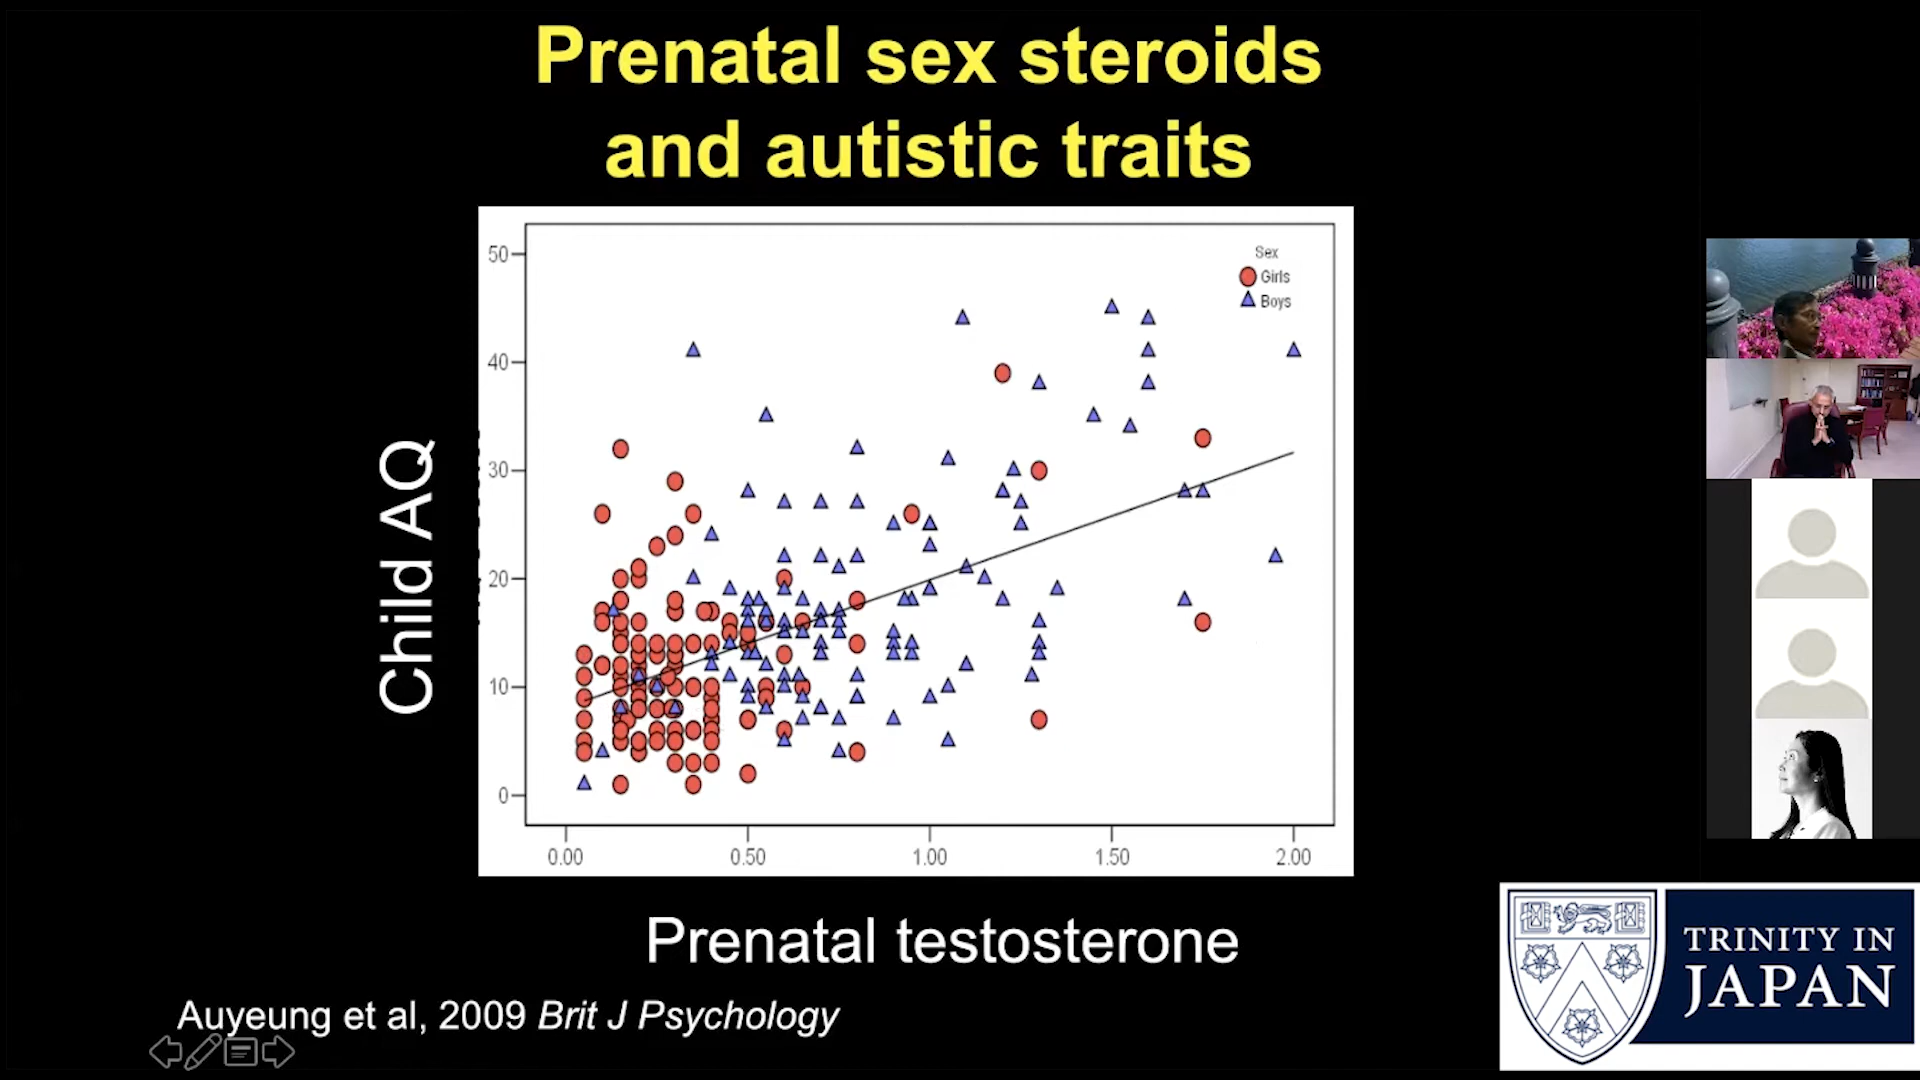 Prenatal sex steroids
and autistic traits
Child AQ
50
40
30
20
10
0
Sex
Girls
Boys
0.00 0.50 1.00 1.50 2.00
Prenatal testosterone
Auyeung et al, 2009 Brit J Psychology
TRINITY IN
JAPAN